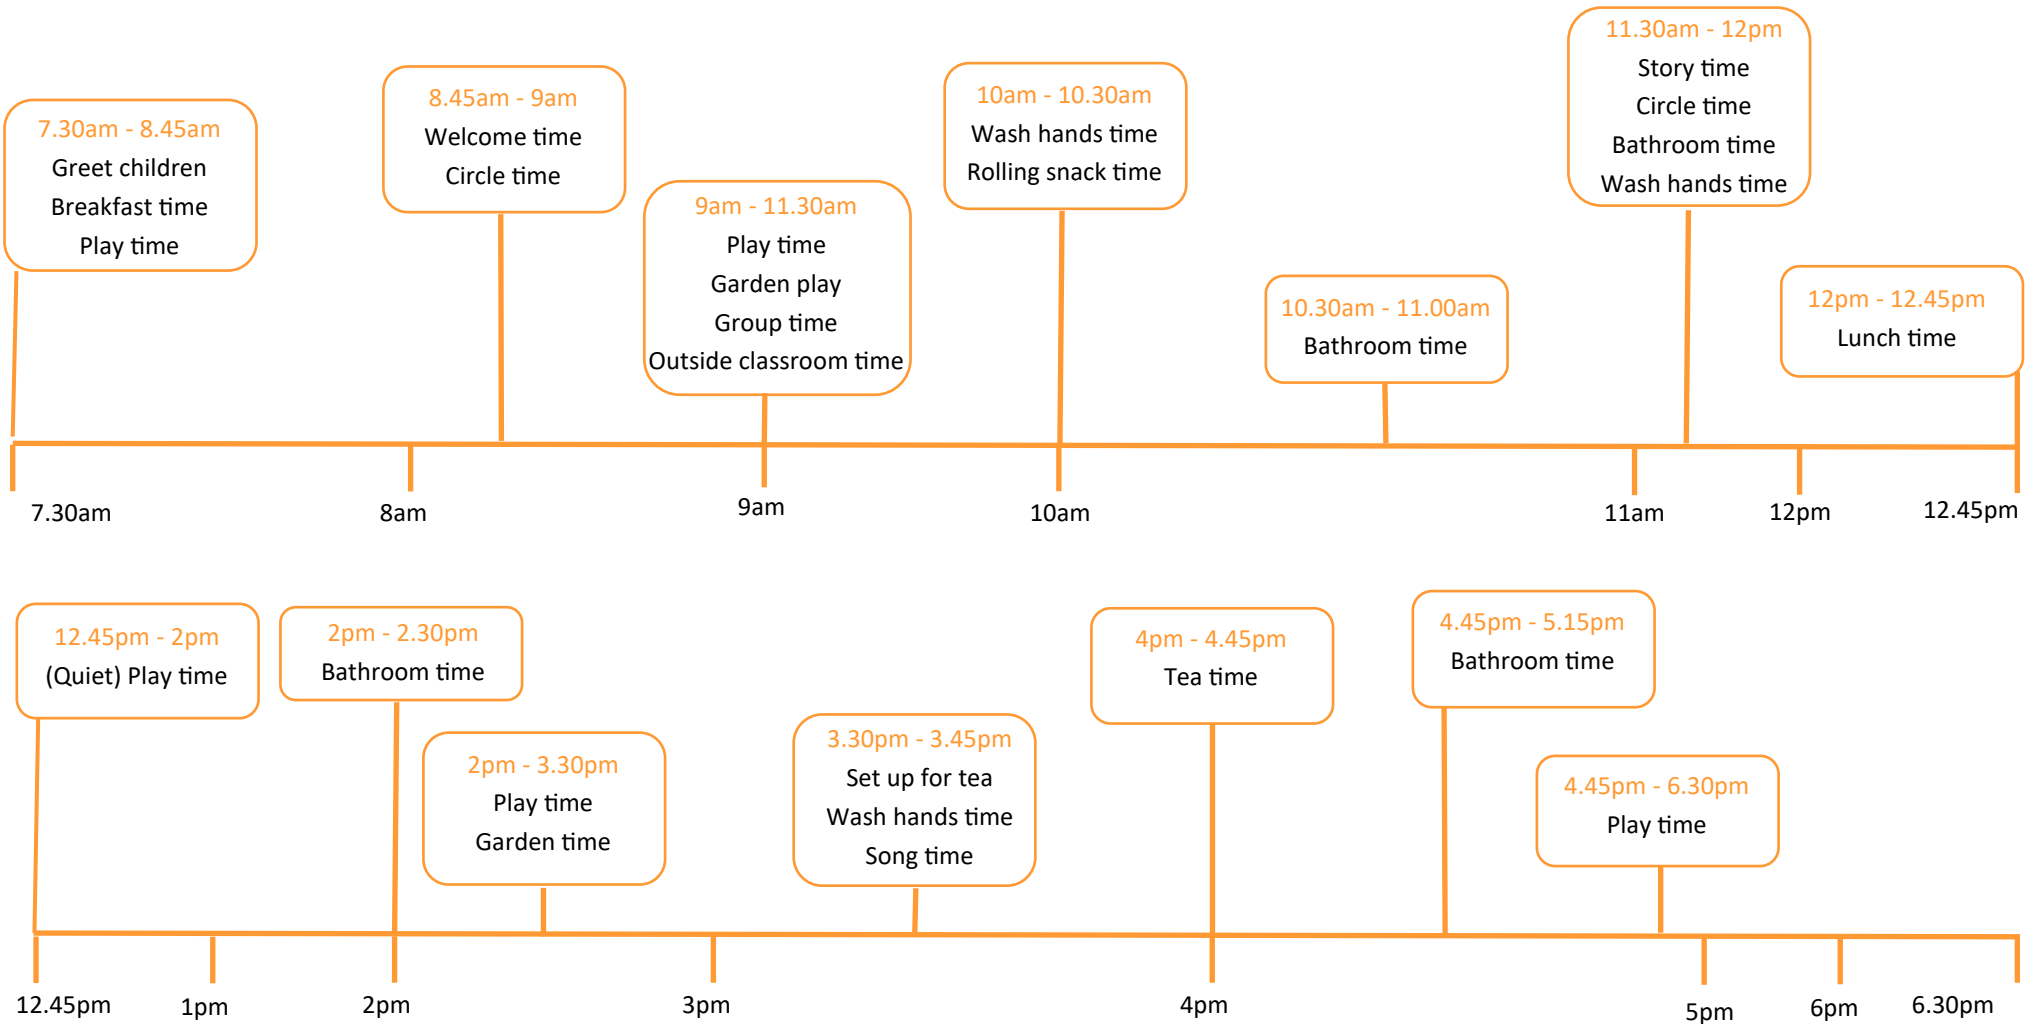 7.30am - 8.45am
Greet children
Breakfast time
Play time
8.45am - 9am
Welcome time
Circle time
9am - 11.30am
Play time
Garden play
Group time
Outside classroom time
10am - 10.30am
Wash hands time
Rolling snack time
10.30am - 11.00am
Bathroom time
11.30am - 12pm
Story time
Circle time
Bathroom time
Wash hands time
12pm - 12.45pm
Lunch time
7.30am
8am
9am
10am
11am
12pm
12.45pm
12.45pm - 2pm
(Quiet) Play time
2pm - 2.30pm
Bathroom time
2pm - 3.30pm
Play time
Garden time
3.30pm - 3.45pm
Set up for tea
Wash hands time
Song time
4pm - 4.45pm
Tea time
4.45pm - 5.15pm
Bathroom time
4.45pm - 6.30pm
Play time
12.45pm
1pm
2pm
3pm
4pm
5pm
6pm
6.30pm